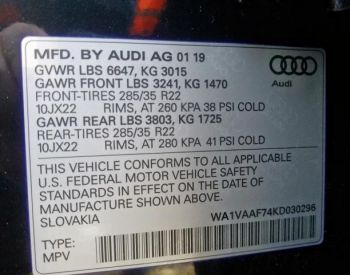 MFD. BY AUDI AG 01 19
GVWR LBS 6647, KG 3015
GAWR FRONT LBS 3241, KG 1470
FRONT-TIRES 285/35 R22
10JX22 RIMS, AT 260 KPA 38 PSI COLD
GAWR REAR LBS 3803, KG 1725
REAR-TIRES 285/35 R22
10JX22 RIMS, AT 280 KPA 41 PSI COLD
Audi
THIS VEHICLE CONFORMS TO ALL APPLICABLE
U.S. FEDERAL MOTOR VEHICLE SAFETY
STANDARDS IN EFFECT ON THE DATE OF
MANUFACTURE SHOWN ABOVE.
SLOVAKIA WA1VAAF74KD030296
TYPE:
MPV